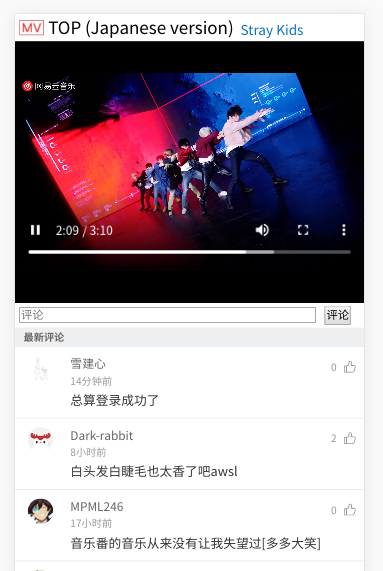 MV TOP (Japanese version) Stray Kids
网易云音乐
2:09 / 3:10
评论 评论
最新评论
雪建心 0
14分钟前
总算登录成功了
Dark-rabbit 2
8小时前
白头发白睫毛也太香了吧awsl
MPML246 0
17小时前
音乐番的音乐从来没有让我失望过[多多大笑]